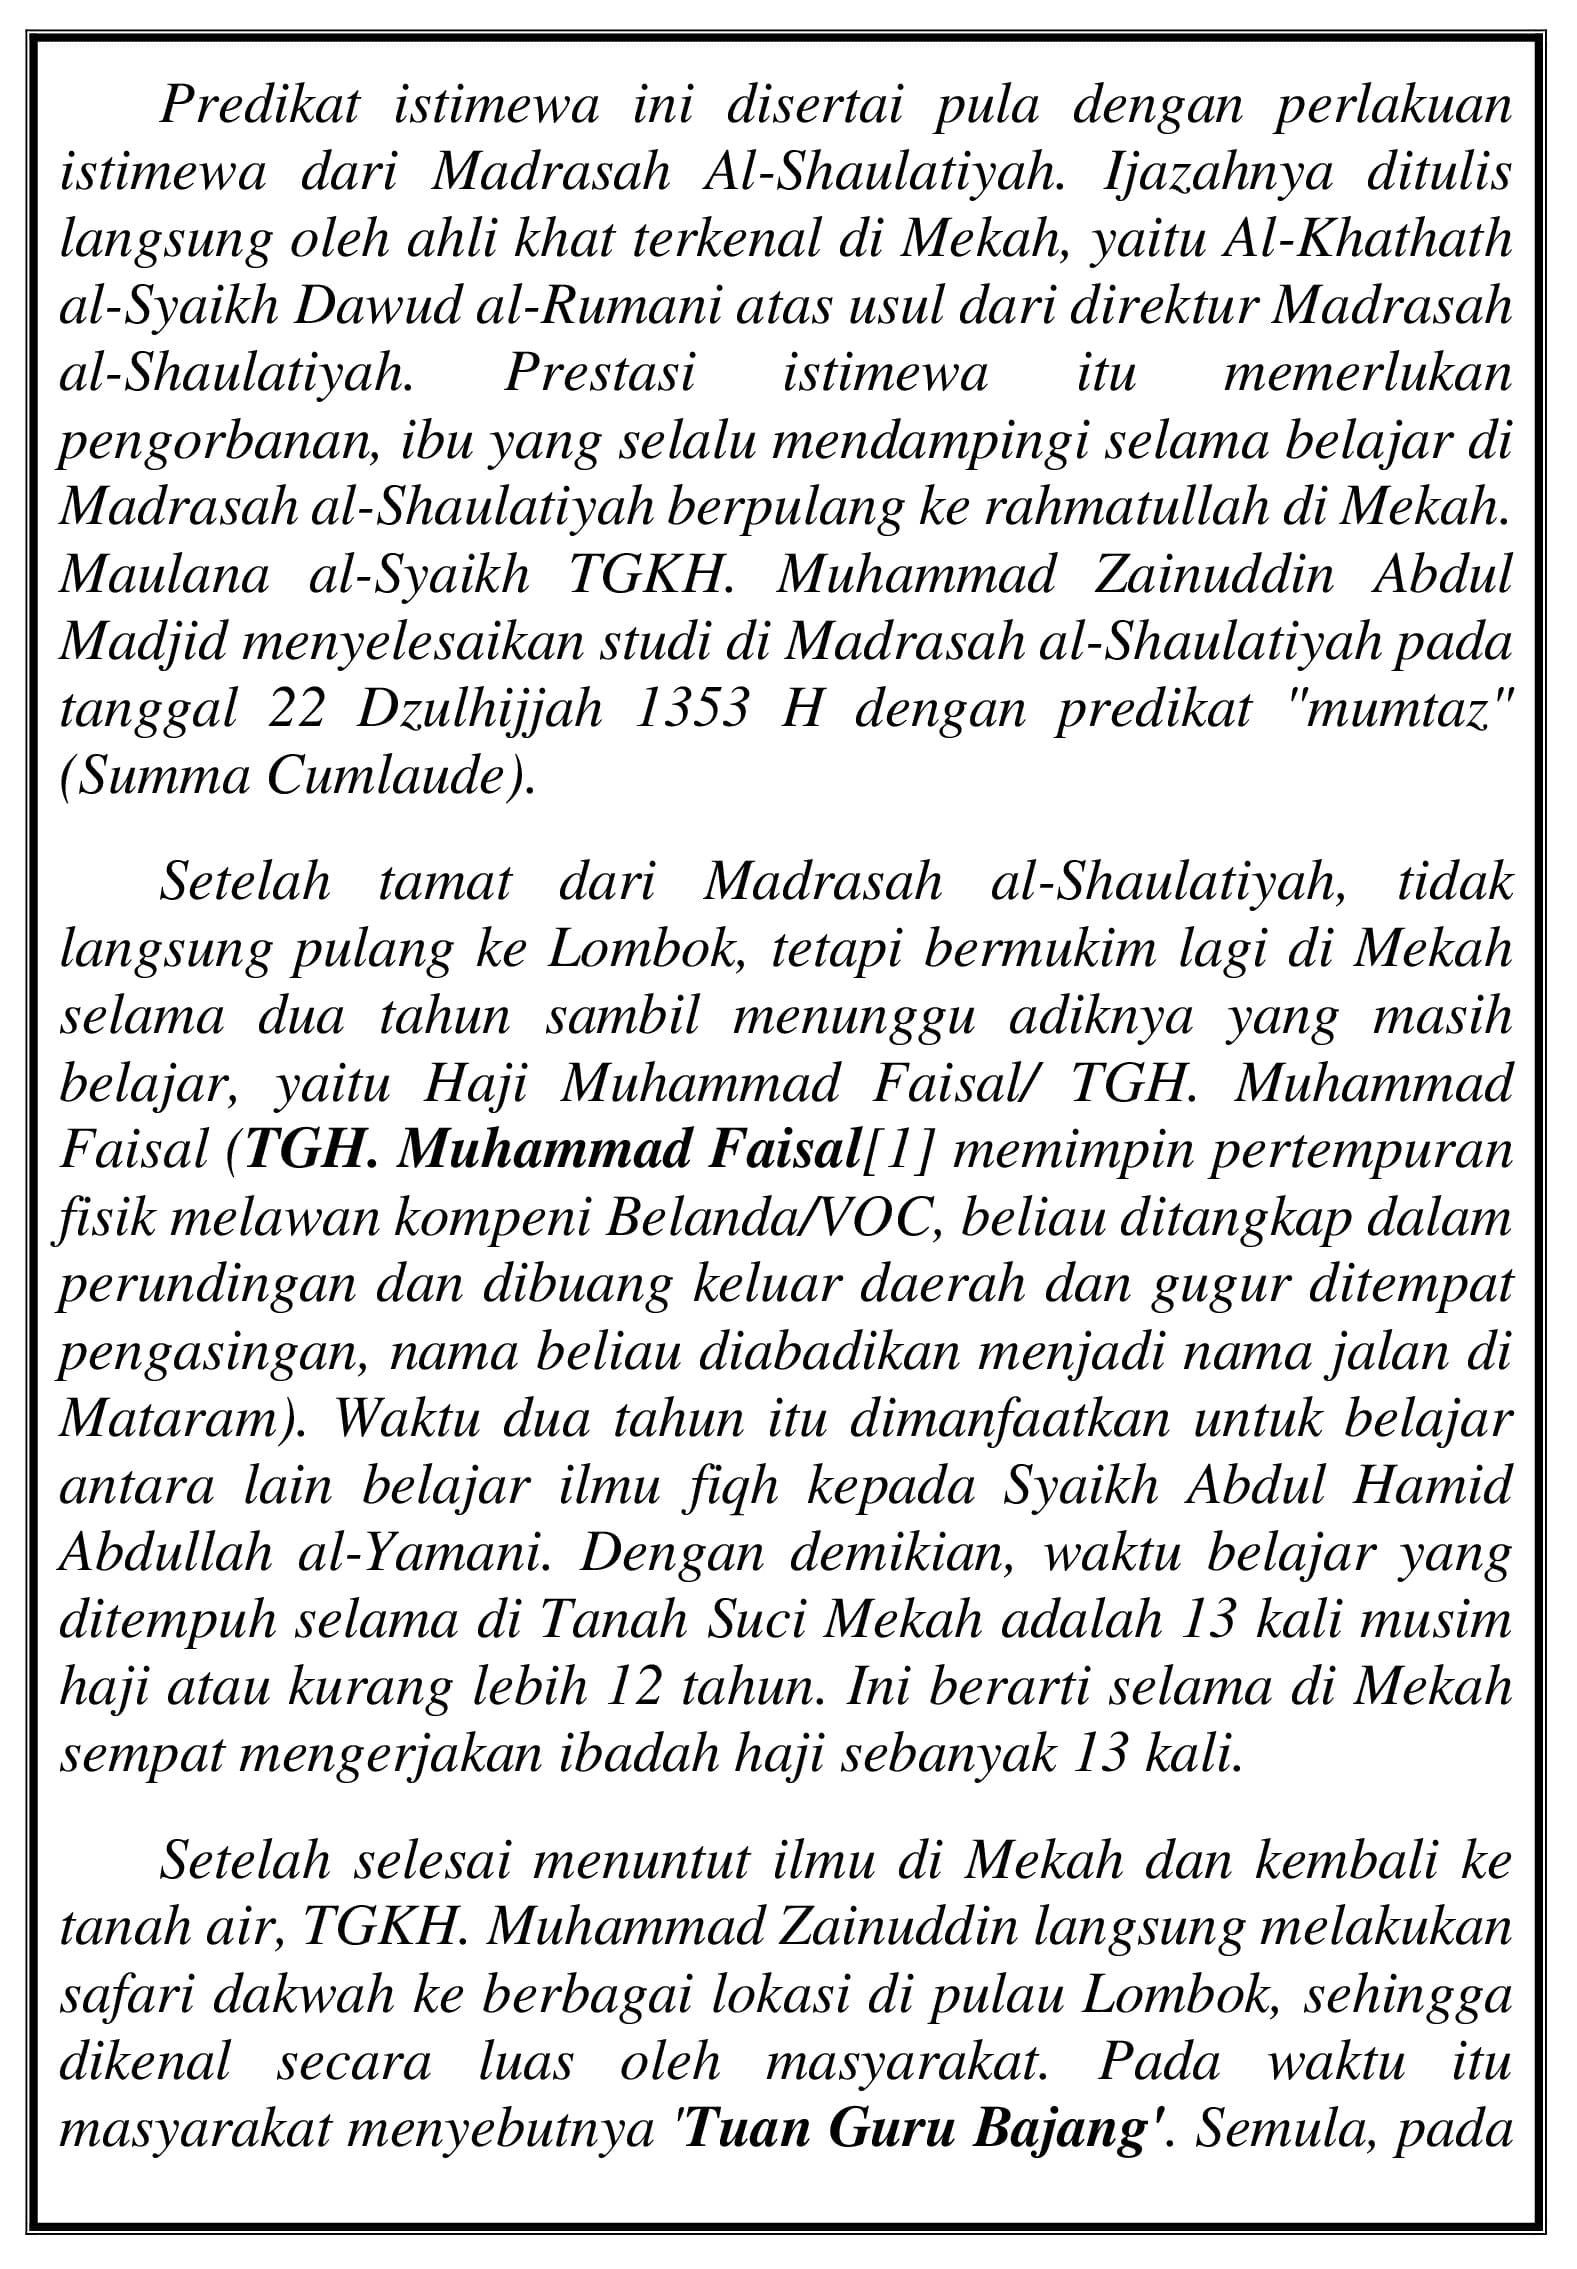 Predikat istimewa ini disertai pula dengan perlakuan
istimewa dari Madrasah Al-Shaulatiyah. Ijazahnya ditulis
langsung oleh ahli khat terkenal di Mekah, yaitu Al-Khathath
al-Syaikh Dawud al-Rumani atas usul dari direktur Madrasah
al-Shaulatiyah. Prestasi istimewa itu memerlukan
pengorbanan, ibu yang selalu mendampingi selama belajar di
Madrasah al-Shaulatiyah berpulang ke rahmatullah di Mekah.
Maulana al-Syaikh TGKH. Muhammad Zainuddin Abdul
Madjid menyelesaikan studi di Madrasah al-Shaulatiyah pada
tanggal 22 Dzulhijjah 1353 H dengan predikat "mumtaz"
(Summa Cumlaude).
Setelah tamat dari Madrasah al-Shaulatiyah, tidak
langsung pulang ke Lombok, tetapi bermukim lagi di Mekah
selama dua tahun sambil menunggu adiknya yang masih
belajar, yaitu Haji Muhammad Faisal/ TGH. Muhammad
Faisal (TGH. Muhammad Faisal[1] memimpin pertempuran
fisik melawan kompeni Belanda/VOC, beliau ditangkap dalam
perundingan dan dibuang keluar daerah dan gugur ditempat
pengasingan, nama beliau diabadikan menjadi nama jalan di
Mataram). Waktu dua tahun itu dimanfaatkan untuk belajar
antara lain belajar ilmu fiqh kepada Syaikh Abdul Hamid
Abdullah al-Yamani. Dengan demikian, waktu belajar yang
ditempuh selama di Tanah Suci Mekah adalah 13 kali musim
haji atau kurang lebih 12 tahun. Ini berarti selama di Mekah
sempat mengerjakan ibadah haji sebanyak 13 kali.
Setelah selesai menuntut ilmu di Mekah dan kembali ke
tanah air, TGKH. Muhammad Zainuddin langsung melakukan
safari dakwah ke berbagai lokasi di pulau Lombok, sehingga
dikenal secara luas oleh masyarakat. Pada waktu itu
masyarakat menyebutnya 'Tuan Guru Bajang'. Semula, pada